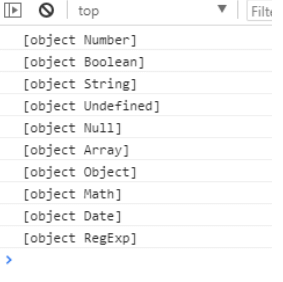 top
Filte
[object Number]
[object Boolean]
[object String]
[object Undefined]
[object Null]
[object Array]
[object Object]
[object Math]
[object Date]
[object RegExp]